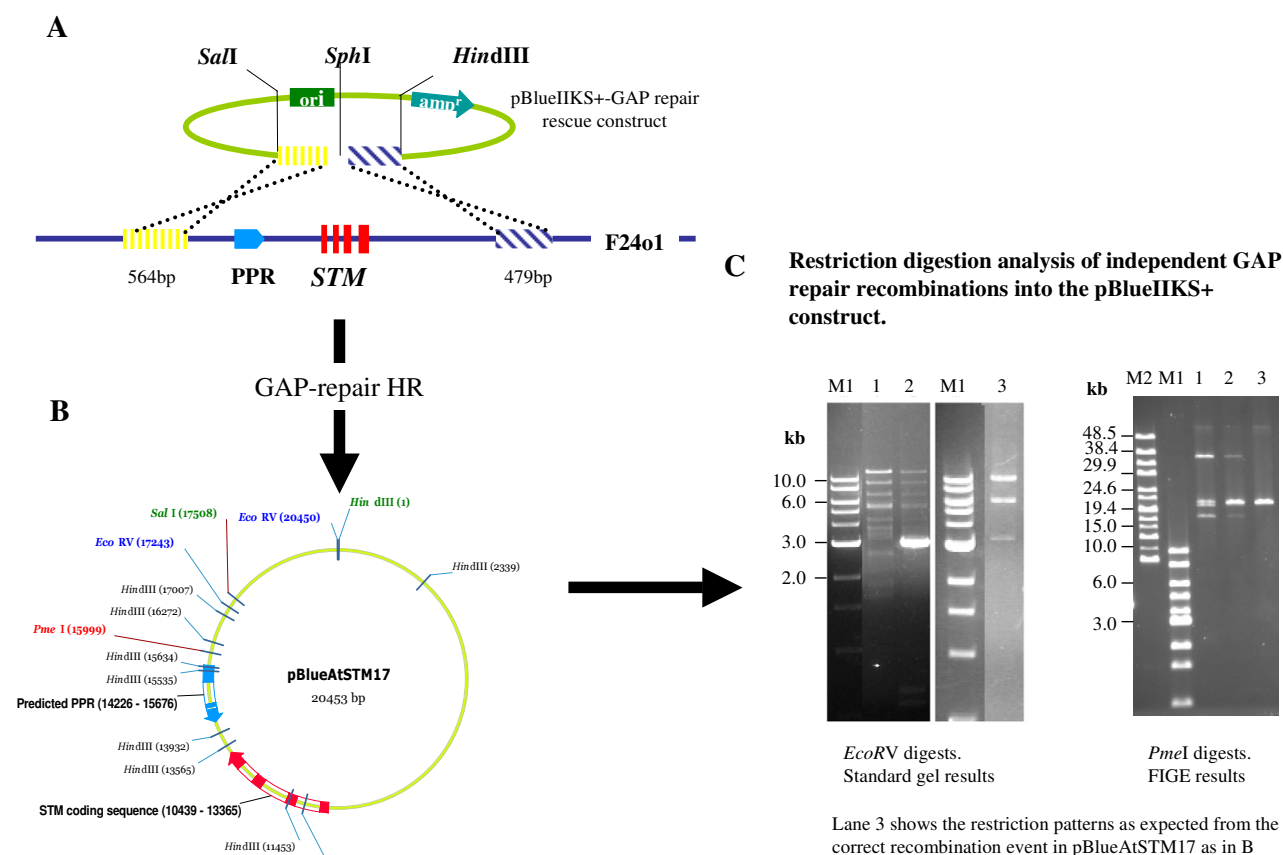 A
SalI
SphI
HindIII
ori
ampr
pBlueIIKS+-GAP repair
rescue construct
F24o1
564bp
PPR
STM
479bp
GAP-repair HR
B
Hin dIII (1)
Eco RV (20450)
Sal I (17508)
Eco RV (17243)
HindIII (2339)
HindIII (17007)
HindIII (16272)
Pme I (15999)
HindIII (15634)
HindIII (15535)
pBlueAtSTM17
20453 bp
Predicted PPR (14226 - 15676)
HindIII (13932)
HindIII (13565)
STM coding sequence (10439 - 13365)
HindIII (11453)
C
Restriction digestion analysis of independent GAP
repair recombinations into the pBlueIIKS+
construct.
M1 1 2 M1 3
kb
10.0
6.0
3.0
2.0
M2 M1 1 2 3
kb
48.5
38.4
29.9
24.6
19.4
15.0
10.0
6.0
3.0
EcoRV digests.
Standard gel results
PmeI digests.
FIGE results
Lane 3 shows the restriction patterns as expected from the
correct recombination event in pBlueAtSTM17 as in B